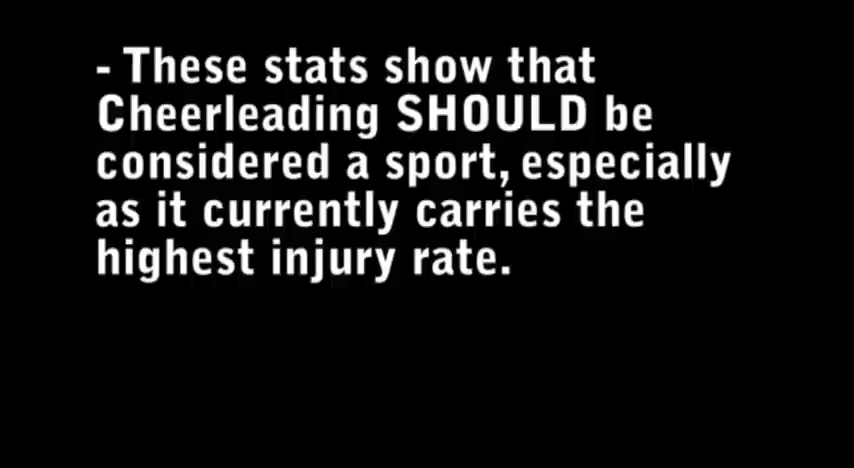 - These stats show that
Cheerleading SHOULD be
considered a sport, especially
as it currently carries the
highest injury rate.